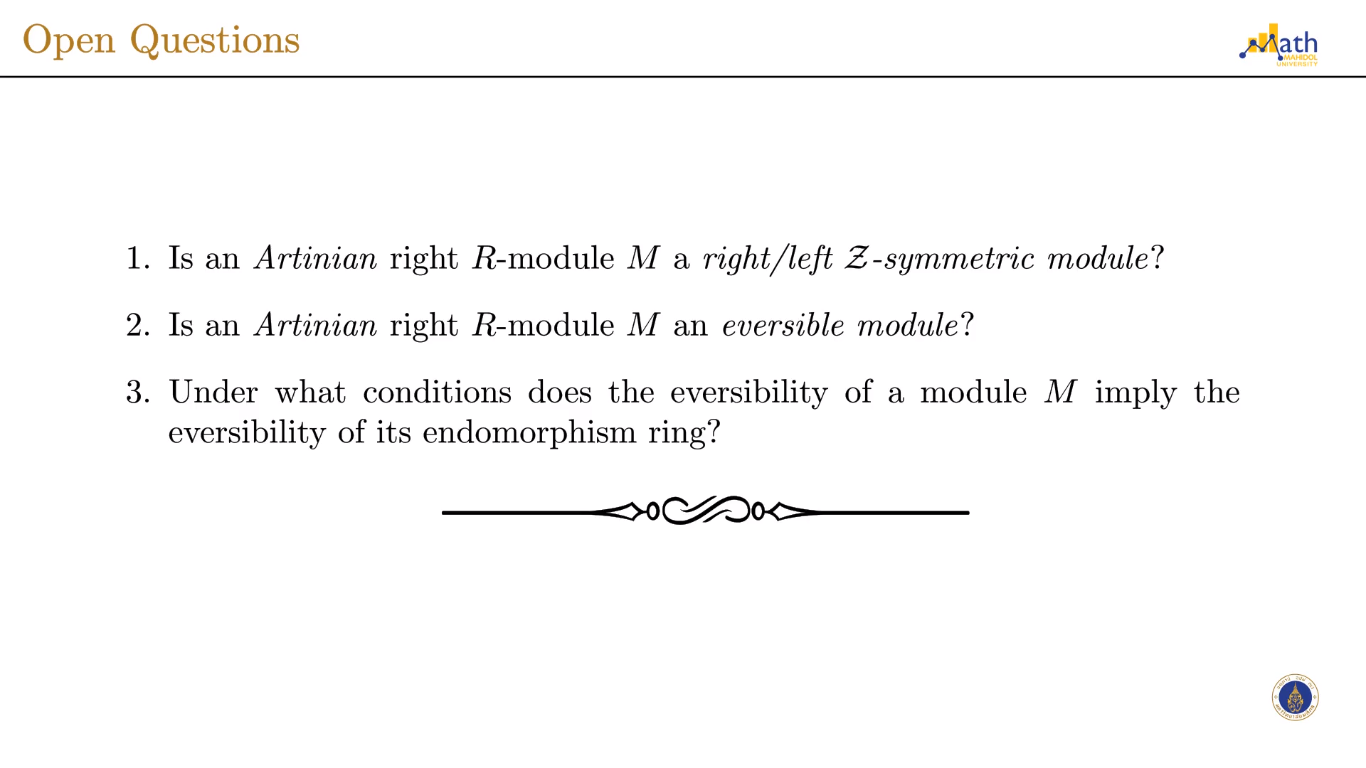 Open Questions
Math
MAHIDOL
UNIVERSITY
1. Is an Artinian right R-module M a right/left Z-symmetric module?
2. Is an Artinian right R-module M an eversible module?
3. Under what conditions does the eversibility of a module M imply the
eversibility of its endomorphism ring?